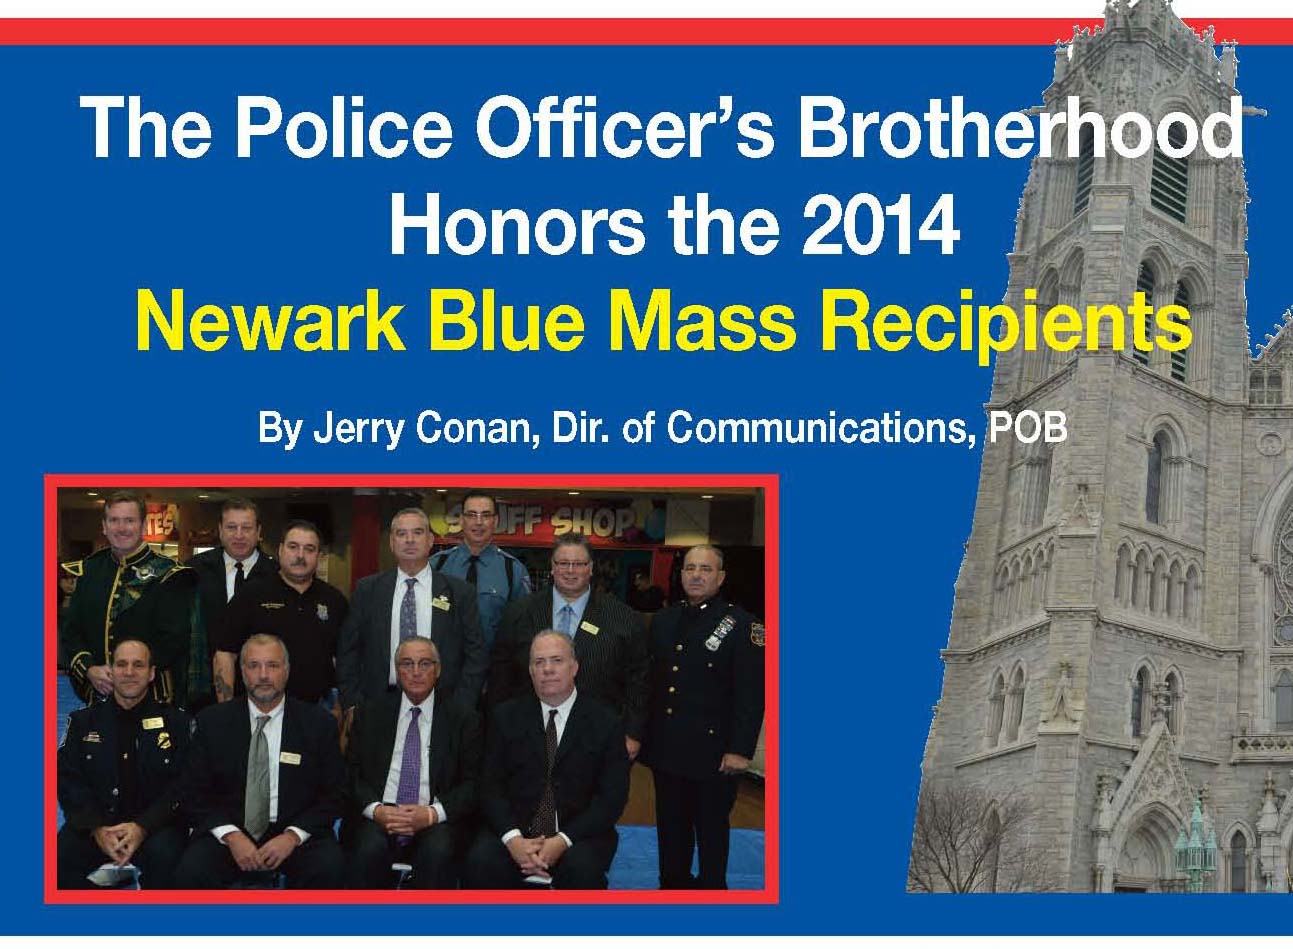 The Police Officer’s Brotherhood
Honors the 2014
Newark Blue Mass Recipients
By Jerry Conan, Dir. of Communications, POB
STUFF SHOP